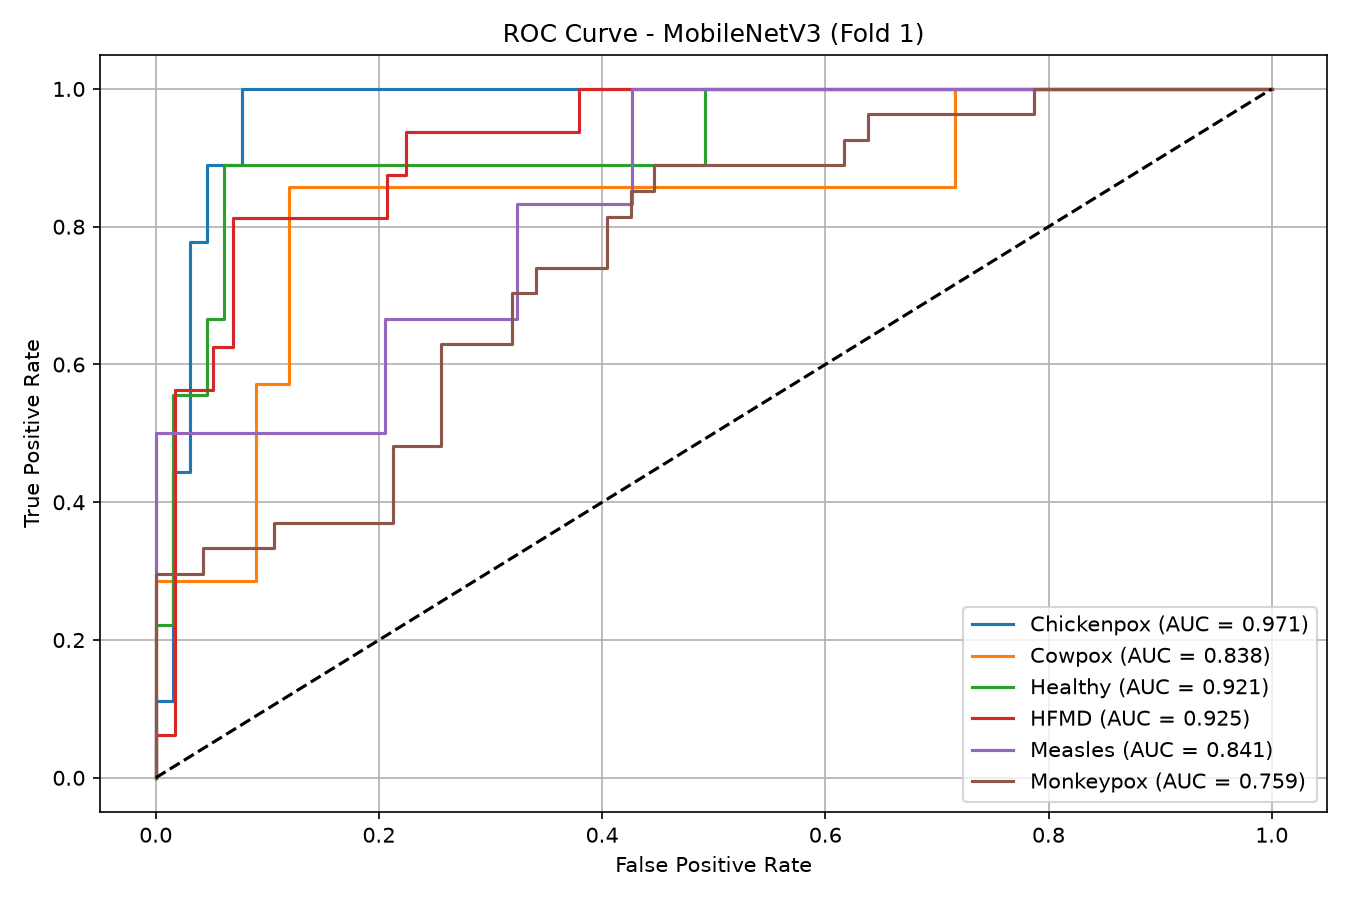 ROC Curve - MobileNetV3 (Fold 1)
True Positive Rate
1.0
0.8
0.6
0.4
0.2
0.0
0.0 0.2 0.4 0.6 0.8 1.0
False Positive Rate
Chickenpox (AUC = 0.971)
Cowpox (AUC = 0.838)
Healthy (AUC = 0.921)
HFMD (AUC = 0.925)
Measles (AUC = 0.841)
Monkeypox (AUC = 0.759)